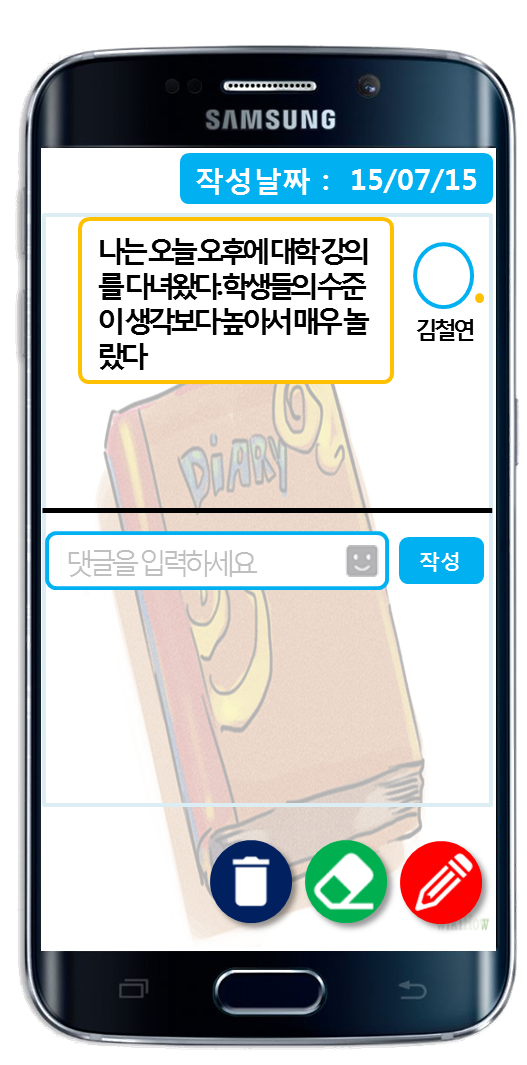 SAMSUNG
작성날짜 : 15/07/15
나는 오늘 오후에 대학 강의
를 다녀왔다. 학생들의 수준
이 생각보다 높아서 매우 놀
랐다
김철연
DiARY
댓글을 입력하세요
작성